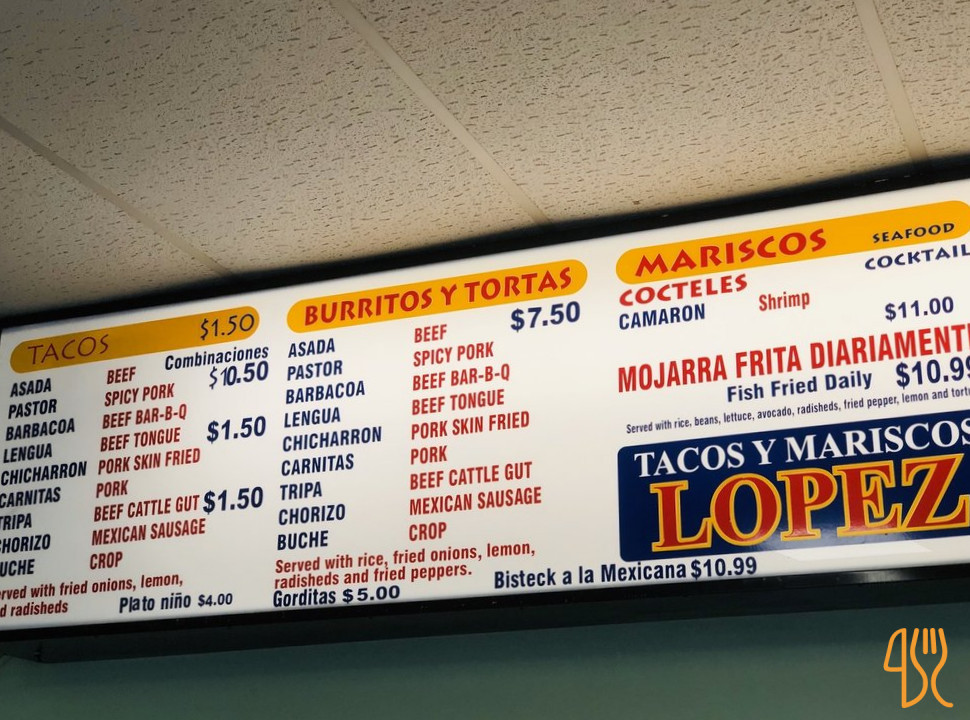 TACOS $1.50
Combinaciones
$10.50
ASADA BEEF
PASTOR SPICY PORK
BARBACOA BEEF BAR-B-Q
LENGUA BEEF TONGUE $1.50
CHICHARRON PORK SKIN FRIED
CARNITAS PORK
TRIPA BEEF CATTLE GUT $1.50
CHORIZO MEXICAN SAUSAGE
BUCHE CROP
with fried onions, lemon,
radisheds
Plato niño $4.00
BURRITOS Y TORTAS
$7.50
ASADA BEEF
PASTOR SPICY PORK
BARBACOA BEEF BAR-B-Q
LENGUA BEEF TONGUE
CHICHARRON PORK SKIN FRIED
CARNITAS PORK
TRIPA BEEF CATTLE GUT
CHORIZO MEXICAN SAUSAGE
BUCHE CROP
Served with rice, fried onions, lemon,
radisheds and fried peppers.
Gorditas $5.00
Bisteck a la Mexicana $10.99
MARISCOS SEAFOOD
COCTELES COCKTAIL
CAMARON Shrimp $11.00
MOJARRA FRITA DIARIAMENT
Fish Fried Daily $10.99
Served with rice, beans, lettuce, avocado, radisheds, fried pepper, lemon and
TACOS Y MARISCOS
LOPEZ